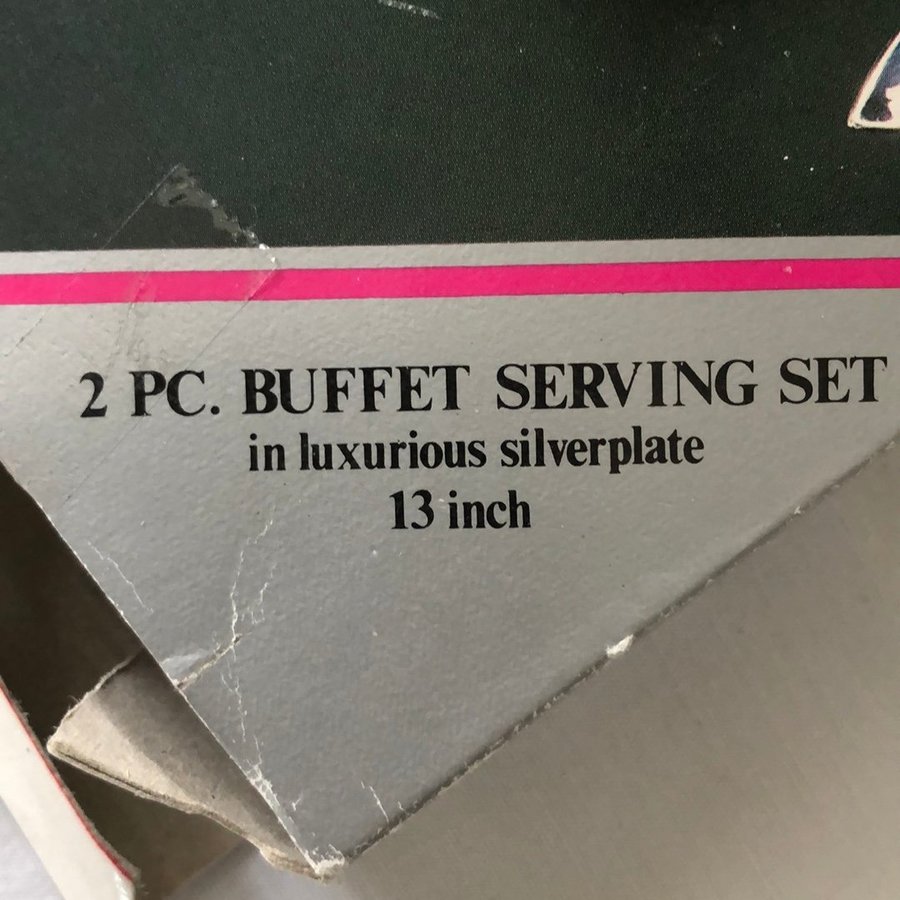 2 PC. BUFFET SERVING SET
in luxurious silverplate
13 inch